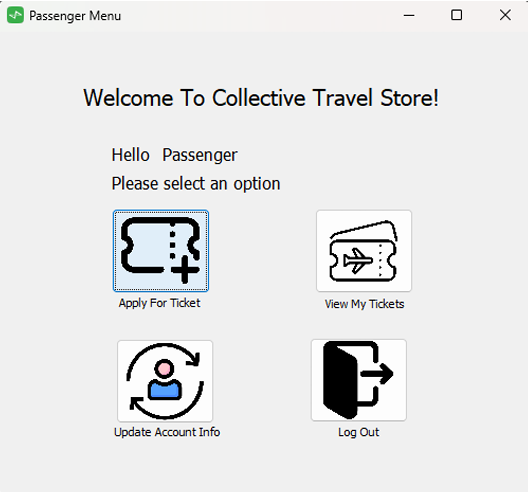 Passenger Menu
Welcome To Collective Travel Store!
Hello Passenger
Please select an option
Apply For Ticket
View My Tickets
Update Account Info
Log Out